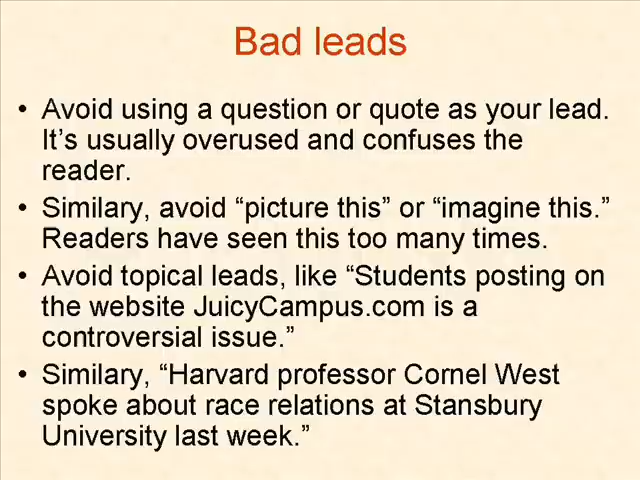 Bad leads
• Avoid using a question or quote as your lead.
It's usually overused and confuses the
reader.
• Similary, avoid “picture this” or “imagine this.”
Readers have seen this too many times.
• Avoid topical leads, like “Students posting on
the website JuicyCampus.com is a
controversial issue.”
• Similary, “Harvard professor Cornel West
spoke about race relations at Stansbury
University last week.”